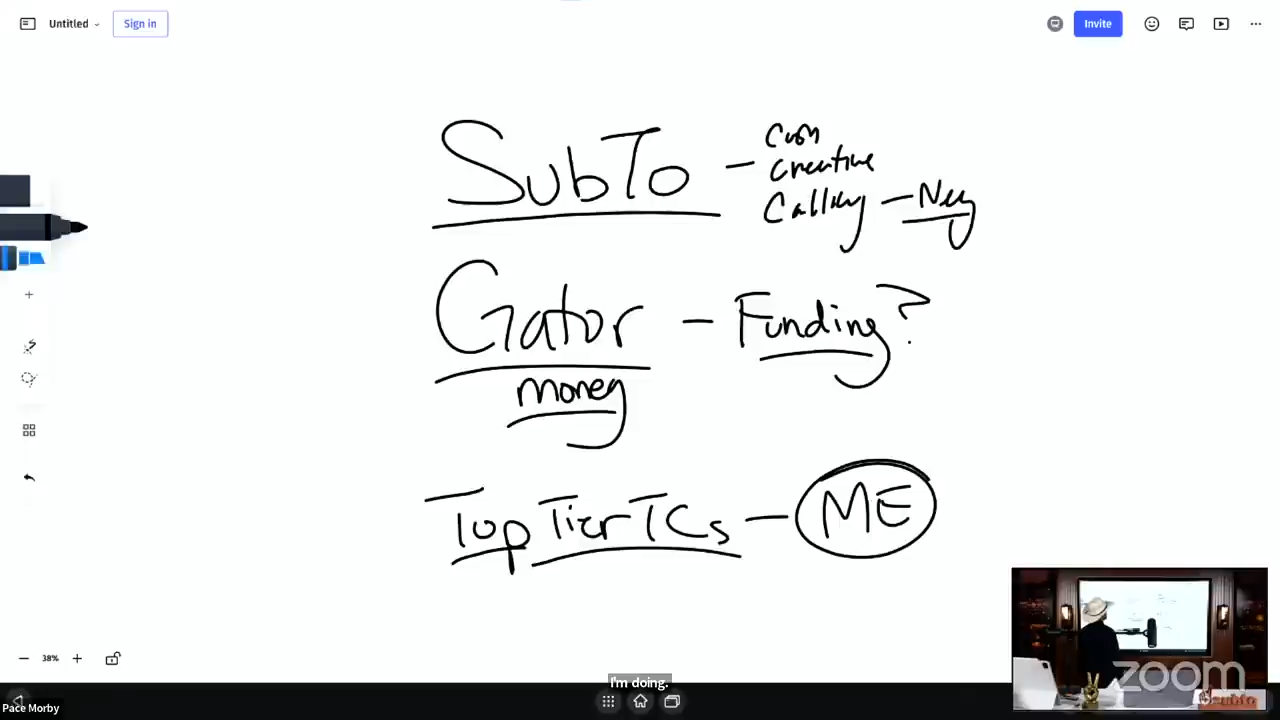 Untitled
Sign in
Invite
SubTo - Cash
Creative
Calling - Neg
Gator - Funding?
money
Top Tier TCs - ME
38%
I'm doing.
zoom
Pace Morby